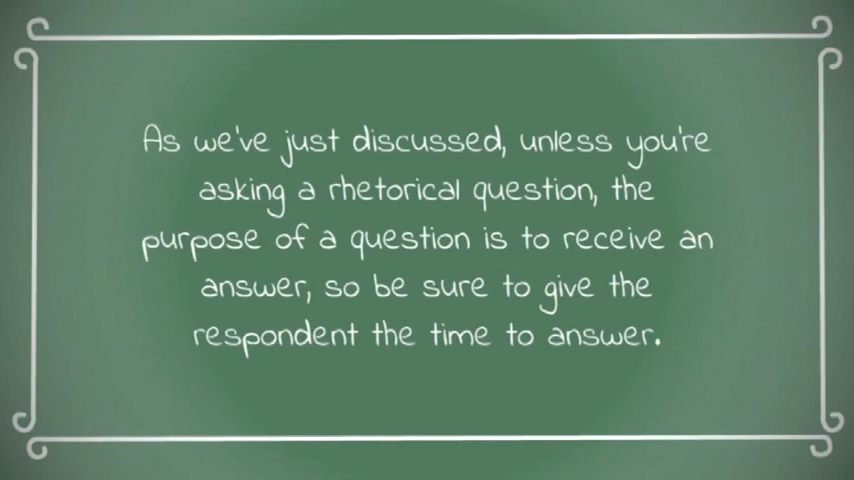 As we've just discussed, unless you're
asking a rhetorical question, the
purpose of a question is to receive an
answer, so be sure to give the
respondent the time to answer.